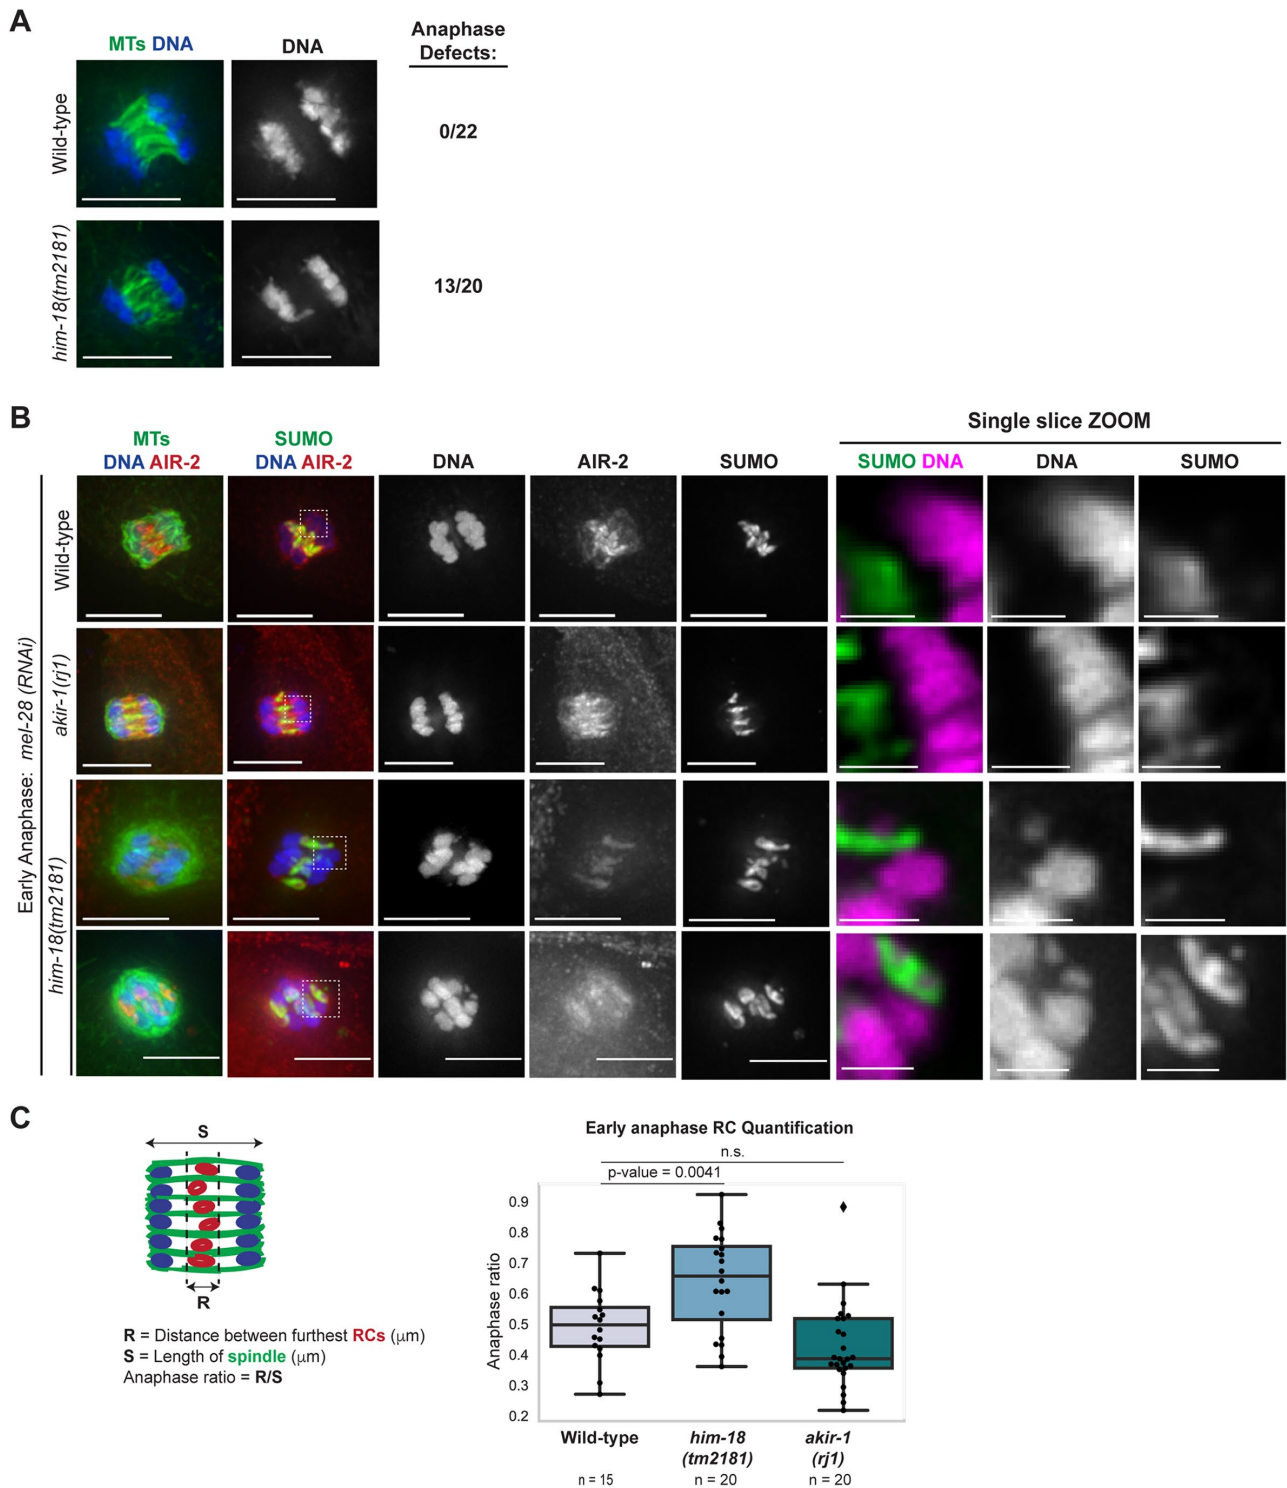 A
MTs DNA
DNA
Anaphase
Defects:
Wild-type
0/22
him-18(tm2181)
13/20
B
Single slice ZOOM
MTs
DNA AIR-2
SUMO
DNA AIR-2
DNA
AIR-2
SUMO
SUMO DNA
DNA
SUMO
Early Anaphase: mel-28 (RNAi)
Wild-type
akir-1(rj1)
him-18(tm2181)
C
S
R
R = Distance between furthest RCs (μm)
S = Length of spindle (μm)
Anaphase ratio = R/S
Early anaphase RC Quantification
n.s.
p-value = 0.0041
Anaphase ratio
0.9
0.8
0.7
0.6
0.5
0.4
0.3
0.2
Wild-type
him-18
(tm2181)
akir-1
(rj1)
n = 15
n = 20
n = 20